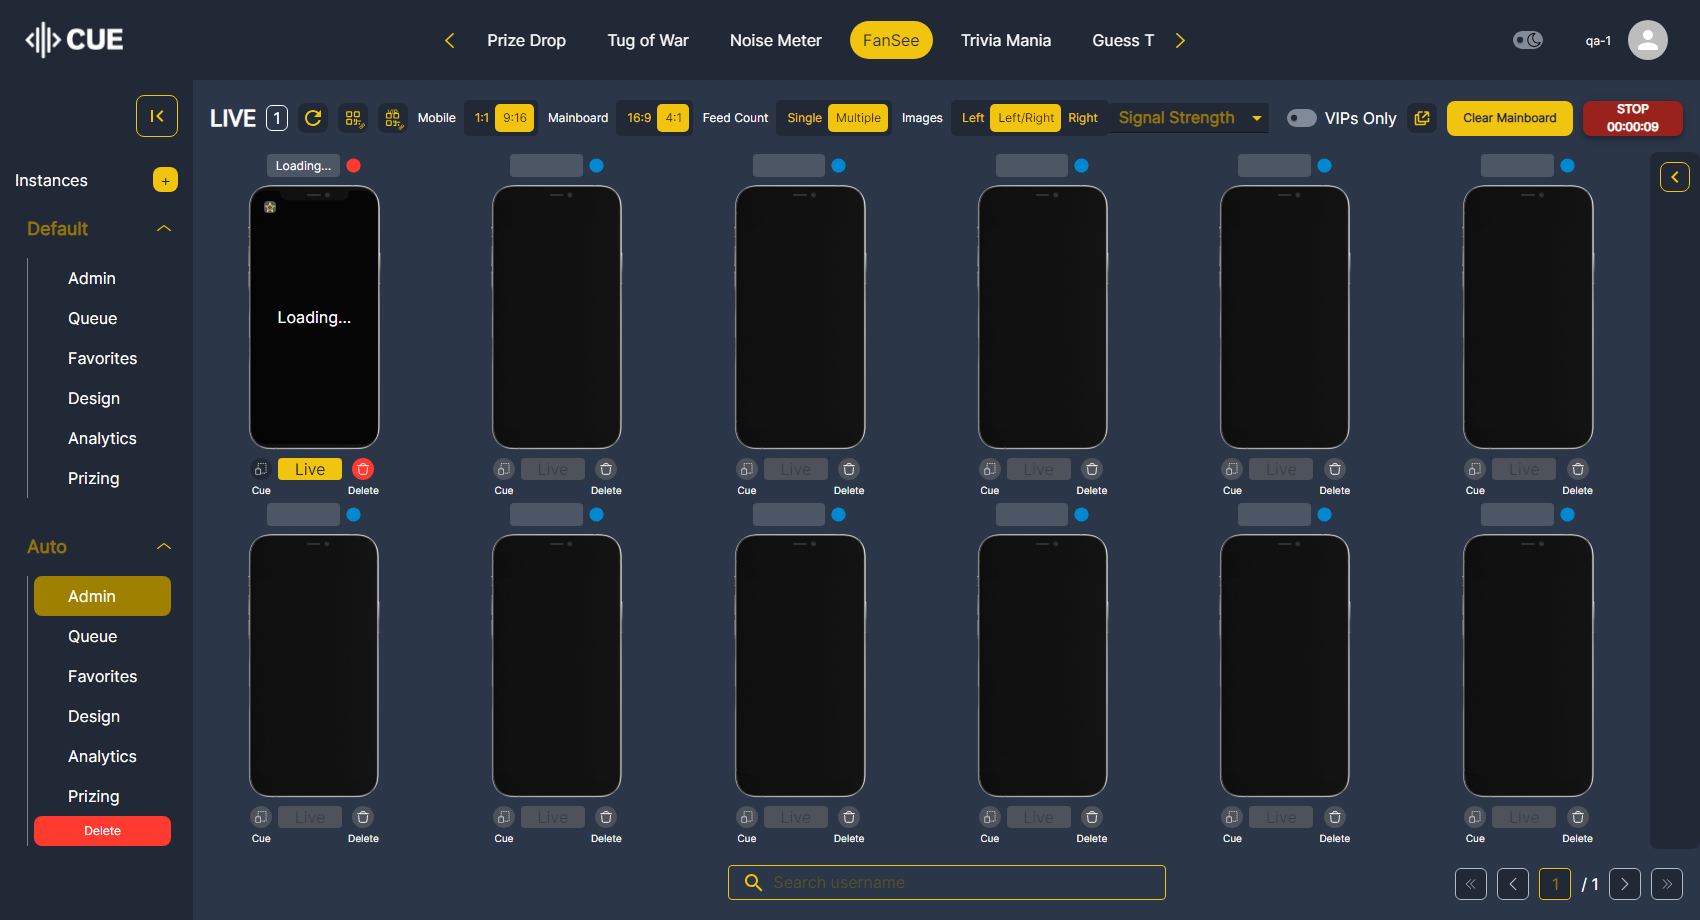 CUE
Prize Drop Tug of War Noise Meter FanSee Trivia Mania Guess T
qa-1
LIVE 1 Mobile 1:1 9:16 Mainboard 16:9 4:1 Feed Count Single Multiple Images Left Left/Right Right Signal Strength VIPs Only Clear Mainboard STOP
00:00:09
Instances +
Default
Admin
Queue
Favorites
Design
Analytics
Prizing
Auto
Admin
Queue
Favorites
Design
Analytics
Prizing
Delete
Loading...
Loading...
Live Live Live Live Live Live
Cue Delete Cue Delete Cue Delete Cue Delete Cue Delete Cue Delete
Live Live Live Live Live Live
Cue Delete Cue Delete Cue Delete Cue Delete Cue Delete Cue Delete
Search username
1 / 1